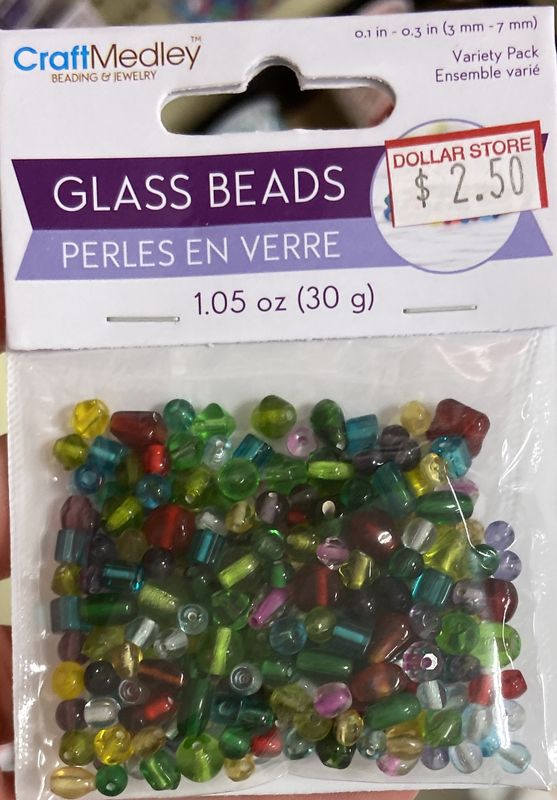 CraftMedley™
BEADING & JEWELRY
0.1 in - 0.3 in (3 mm - 7 mm)
Variety Pack
Ensemble varié
DOLLAR STORE
$ 2.50
GLASS BEADS
PERLES EN VERRE
1.05 oz (30 g)